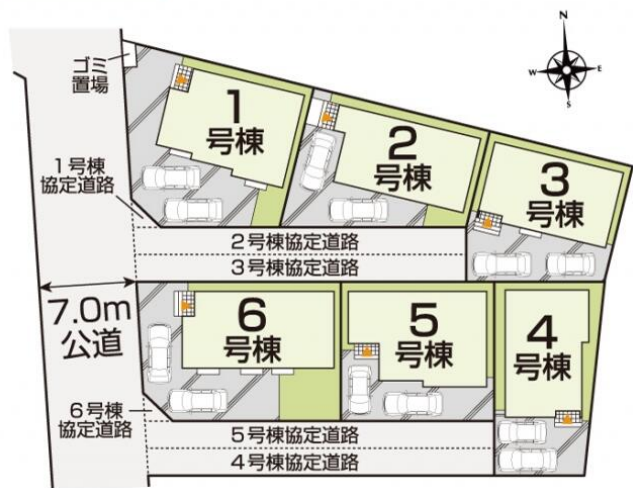 N
W E
S
ゴミ
置場
1
号棟
2
号棟
3
号棟
1号棟
協定道路
2号棟協定道路
3号棟協定道路
7.0m
公道
6
号棟
5
号棟
4
号棟
6号棟
協定道路
5号棟協定道路
4号棟協定道路